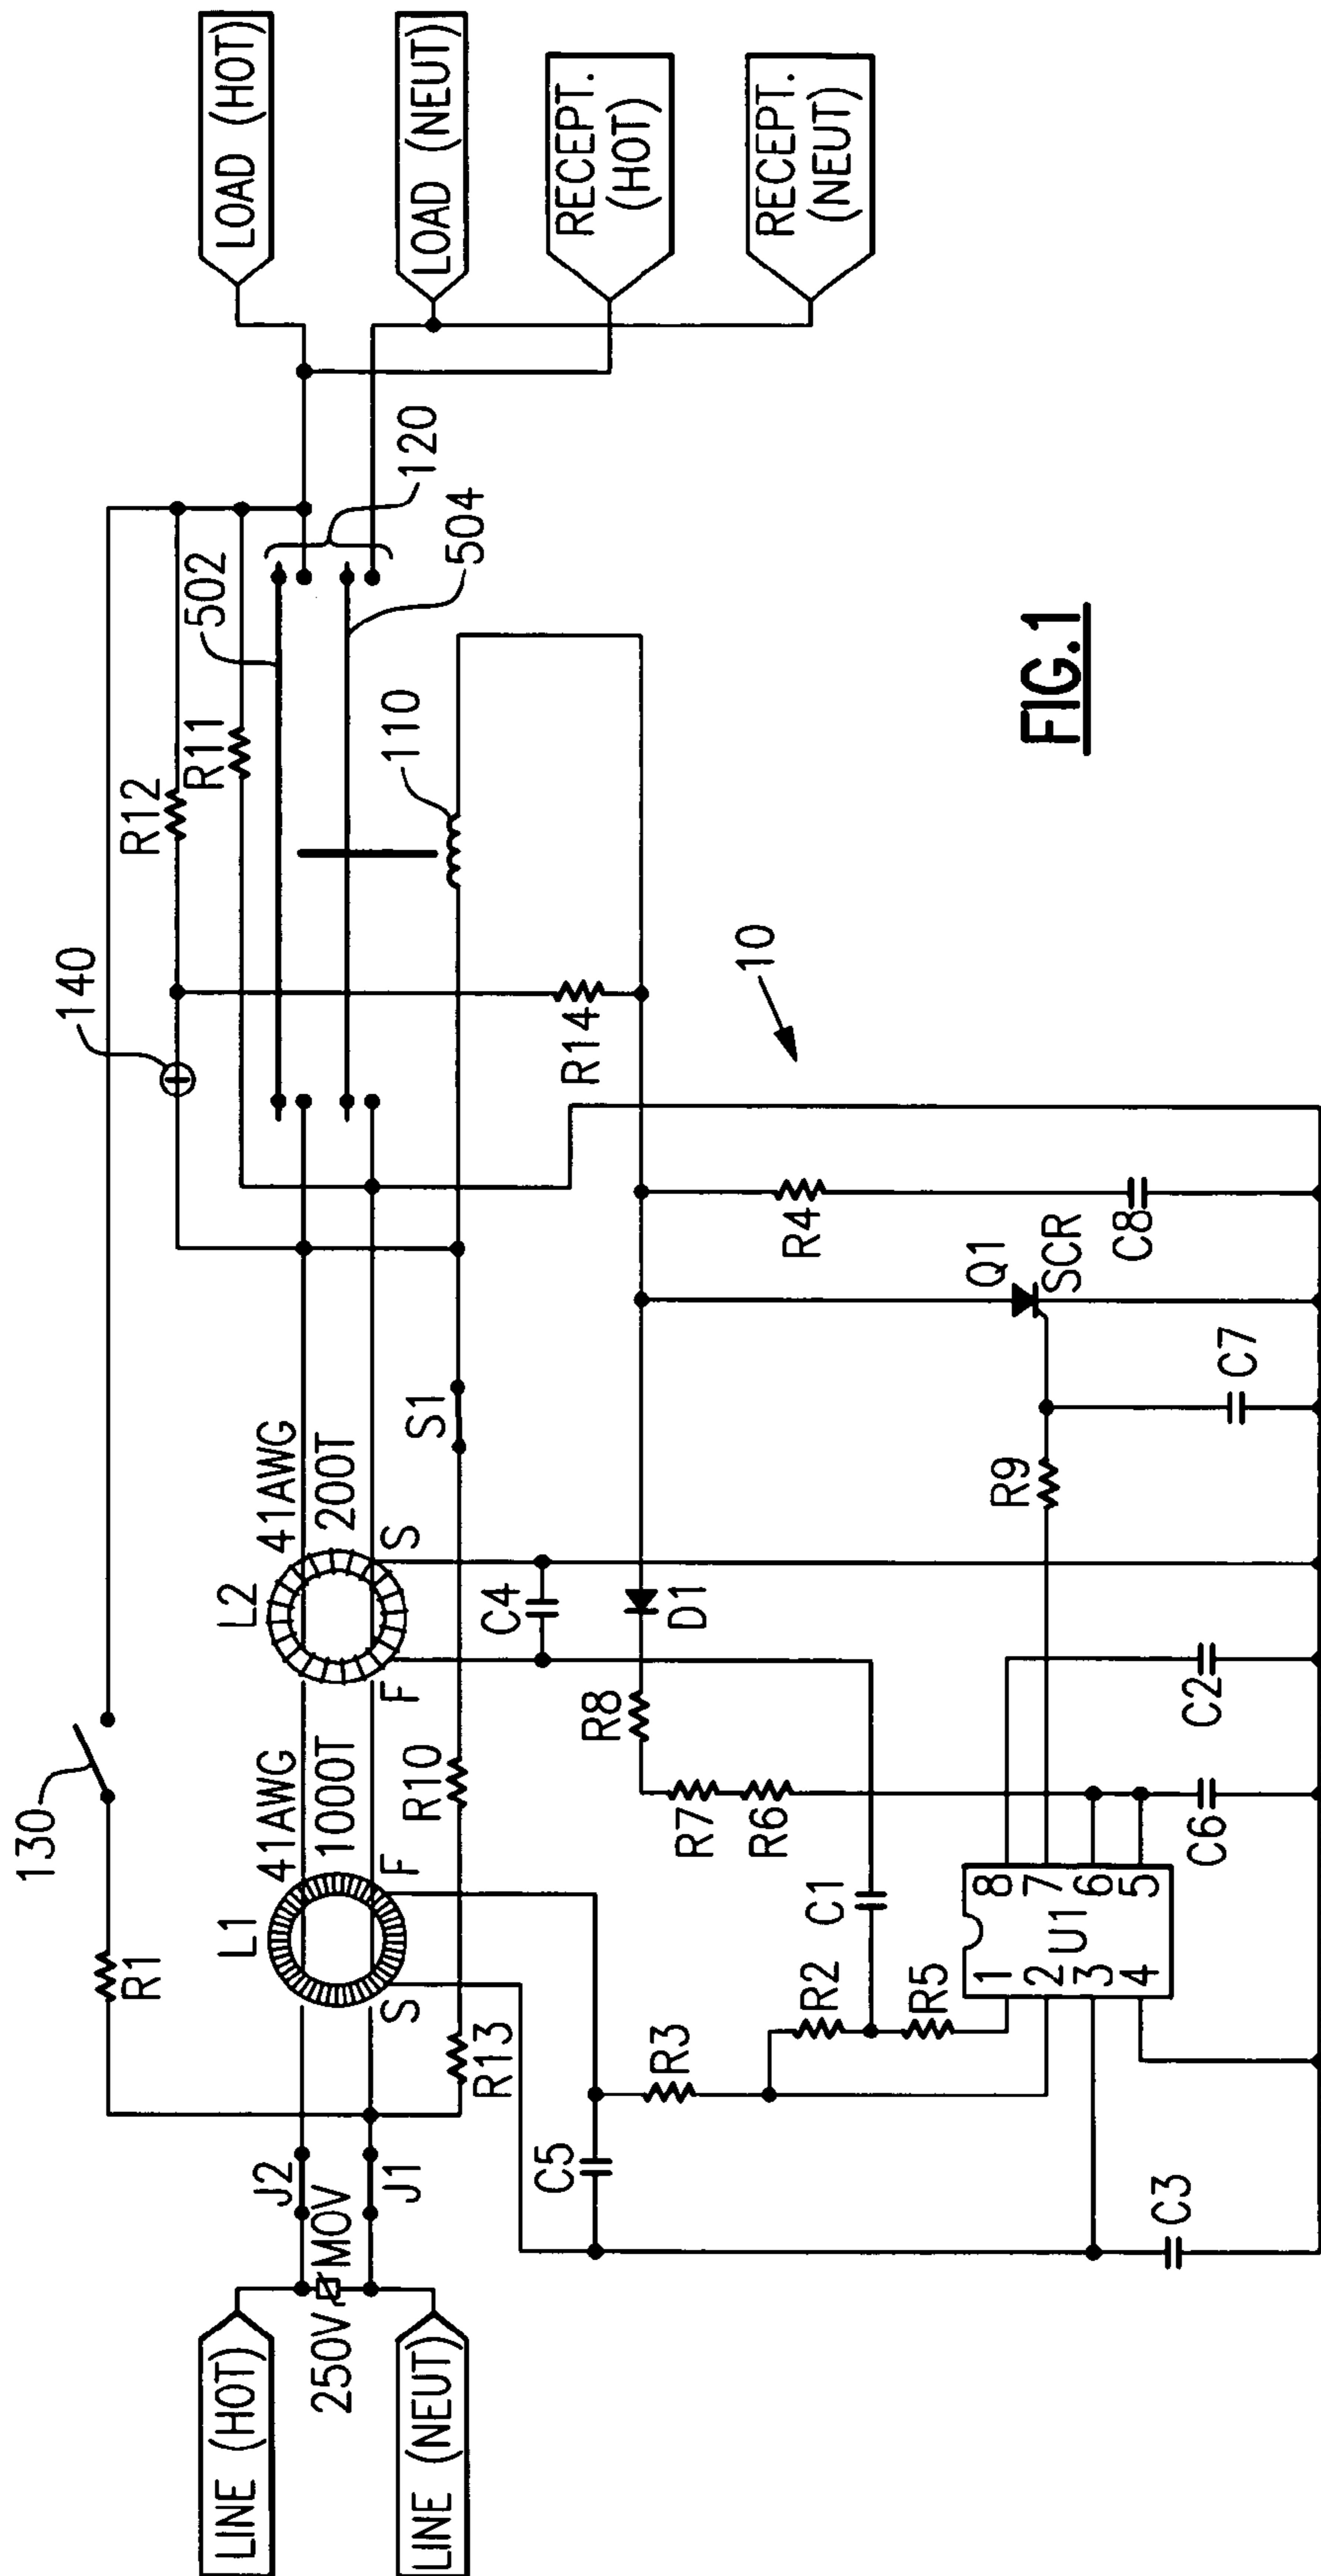 LINE (HOT)
250V
MOV
LINE (NEUT)
J2
J1
130
R1
L1
41AWG
1000T
S
F
L2
41AWG
200T
F
S
R13
R10
S1
140
R12
R11
502
120
504
110
LOAD (HOT)
LOAD (NEUT)
RECEPT.
(HOT)
RECEPT.
(NEUT)
C5
R3
R2
R5
C1
C4
R8
D1
R7
R6
R14
10
R4
C8
Q1
SCR
R9
C7
C2
C6
C3
U1
1
2
3
4
8
7
6
5
FIG.1